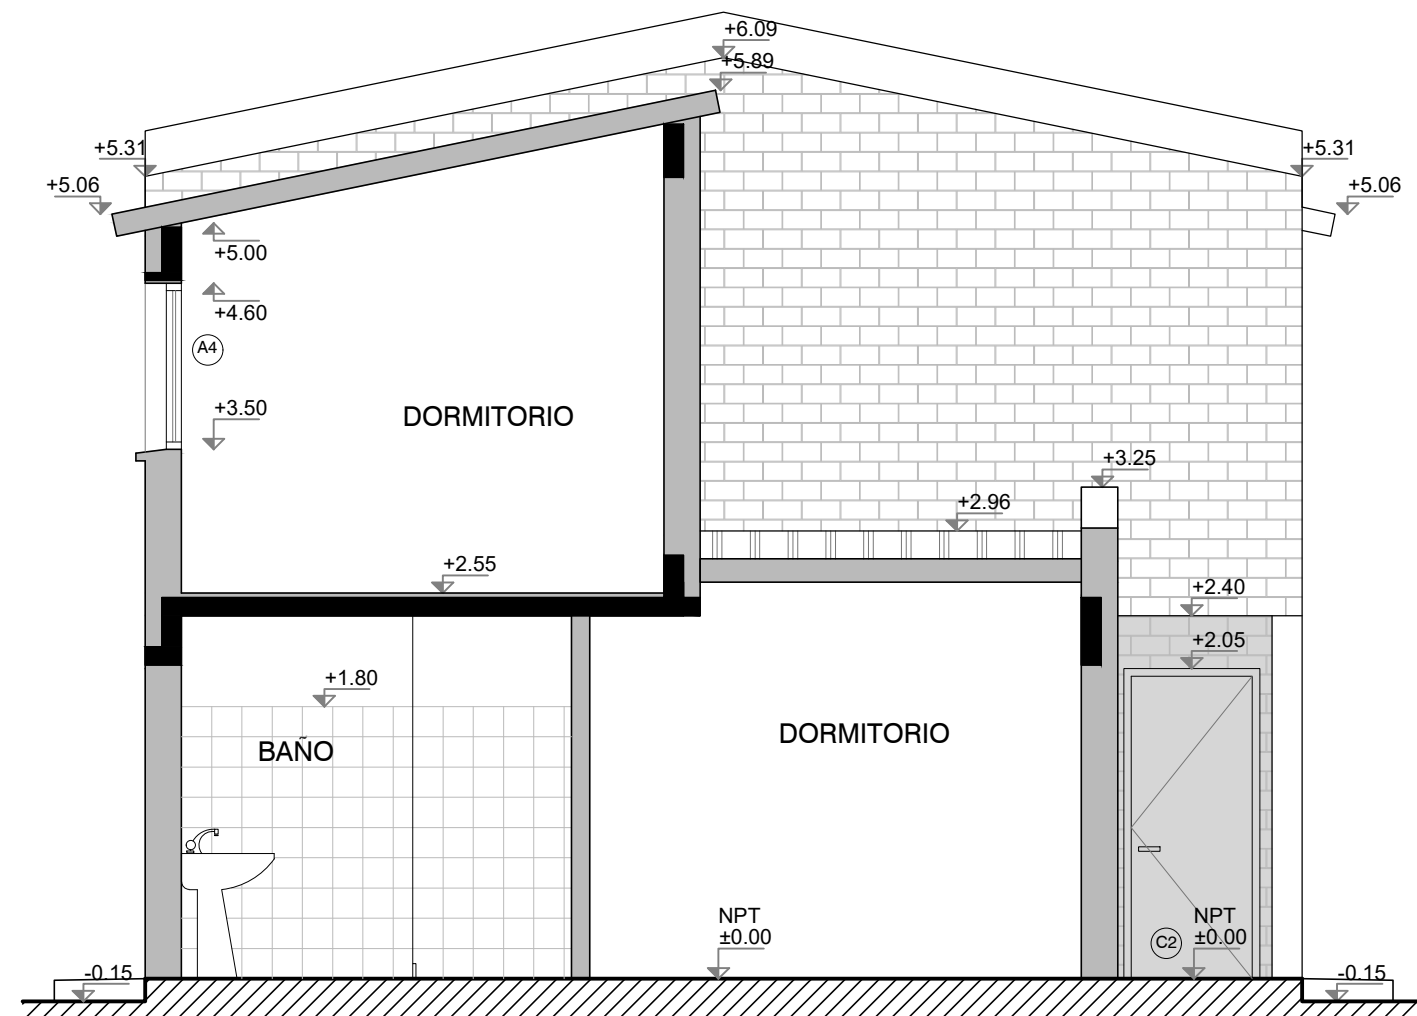 +6.09
+5.89
+5.31
+5.31
+5.06
+5.06
+5.00
+4.60
A4
+3.50
DORMITORIO
+3.25
+2.96
+2.55
+2.40
+2.05
+1.80
DORMITORIO
BAÑO
NPT
±0.00
C2
NPT
±0.00
-0.15
-0.15